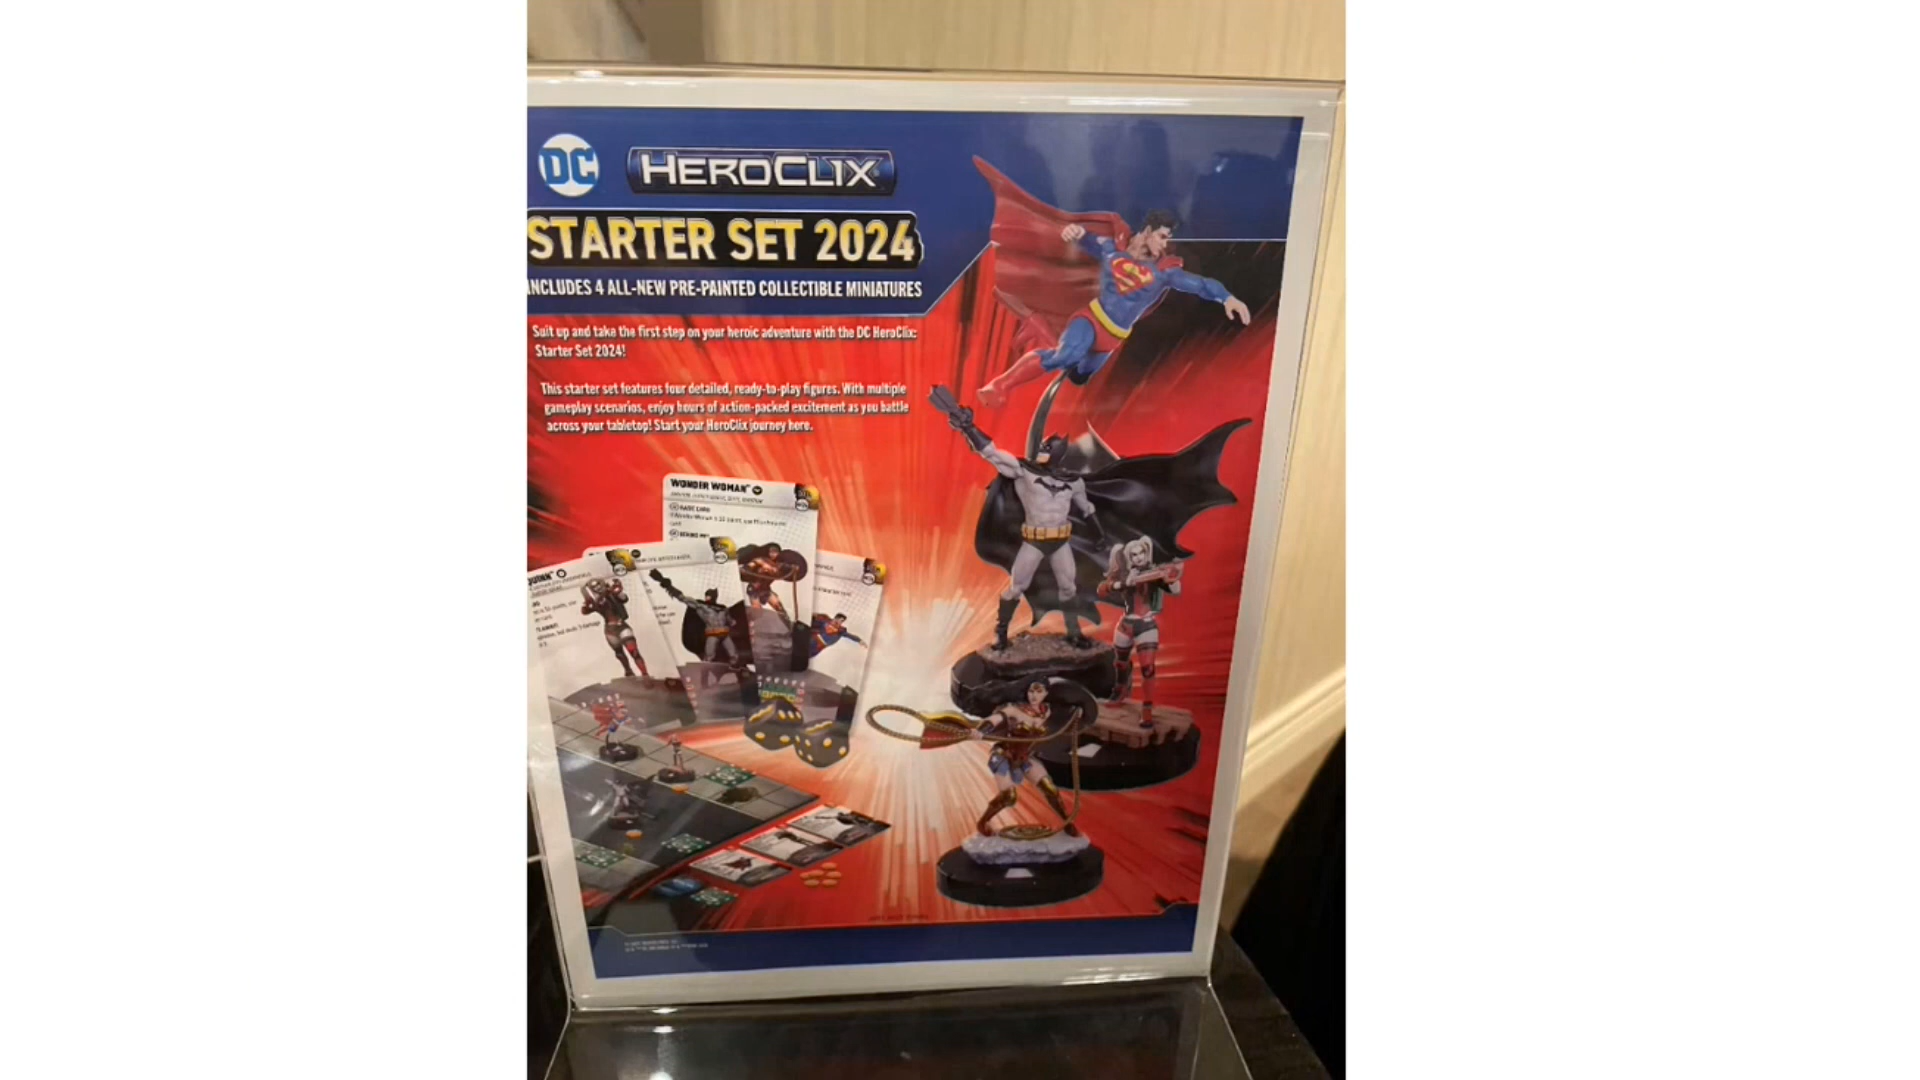 DC
HEROCLIX
STARTER SET 2024
INCLUDES 4 ALL-NEW PRE-PAINTED COLLECTIBLE MINIATURES
Suit up and take the first step on your heroic adventure with the DC HeroClix:
Starter Set 2024!
This starter set features four detailed, ready-to-play figures. With multiple
gameplay scenarios, enjoy hours of action-packed excitement as you battle
across your tabletop! Start your HeroClix journey here.
WONDER WOMAN™